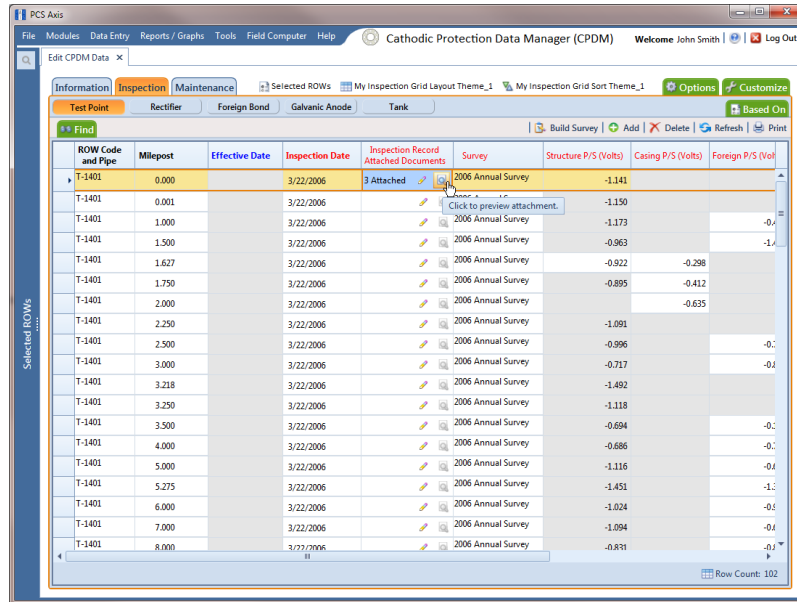 PCS Axis
File Modules Data Entry Reports / Graphs Tools Field Computer Help Cathodic Protection Data Manager (CPDM) Welcome John Smith Log Out
Edit CPDM Data ×
Information Inspection Maintenance Selected ROWs My Inspection Grid Layout Theme_1 My Inspection Grid Sort Theme_1 Options Customize
Test Point Rectifier Foreign Bond Galvanic Anode Tank Based On
Find Build Survey Add Delete Refresh Print
ROW Code and Pipe Milepost Effective Date Inspection Date Inspection Record Attached Documents Survey Structure P/S (Volts) Casing P/S (Volts) Foreign P/S (Vol
T-1401 0.000 3/22/2006 3 Attached 2006 Annual Survey -1.141
T-1401 0.001 3/22/2006 -1.150
Click to preview attachment.
T-1401 1.000 3/22/2006 2006 Annual Survey -1.173
T-1401 1.500 3/22/2006 2006 Annual Survey -0.963
T-1401 1.627 3/22/2006 2006 Annual Survey -0.922 -0.298
T-1401 1.750 3/22/2006 2006 Annual Survey -0.895 -0.412
T-1401 2.000 3/22/2006 2006 Annual Survey -0.635
T-1401 2.250 3/22/2006 2006 Annual Survey -1.091
T-1401 2.500 3/22/2006 2006 Annual Survey -0.996
T-1401 3.000 3/22/2006 2006 Annual Survey -0.717
T-1401 3.218 3/22/2006 2006 Annual Survey -1.492
T-1401 3.250 3/22/2006 2006 Annual Survey -1.118
T-1401 3.500 3/22/2006 2006 Annual Survey -0.694
T-1401 4.000 3/22/2006 2006 Annual Survey -0.686
T-1401 5.000 3/22/2006 2006 Annual Survey -1.116
T-1401 5.275 3/22/2006 2006 Annual Survey -1.451
T-1401 6.000 3/22/2006 2006 Annual Survey -1.024
T-1401 7.000 3/22/2006 2006 Annual Survey -1.094
T-1401 8.000 3/22/2006 2006 Annual Survey -0.831
Row Count: 102
Selected ROWs